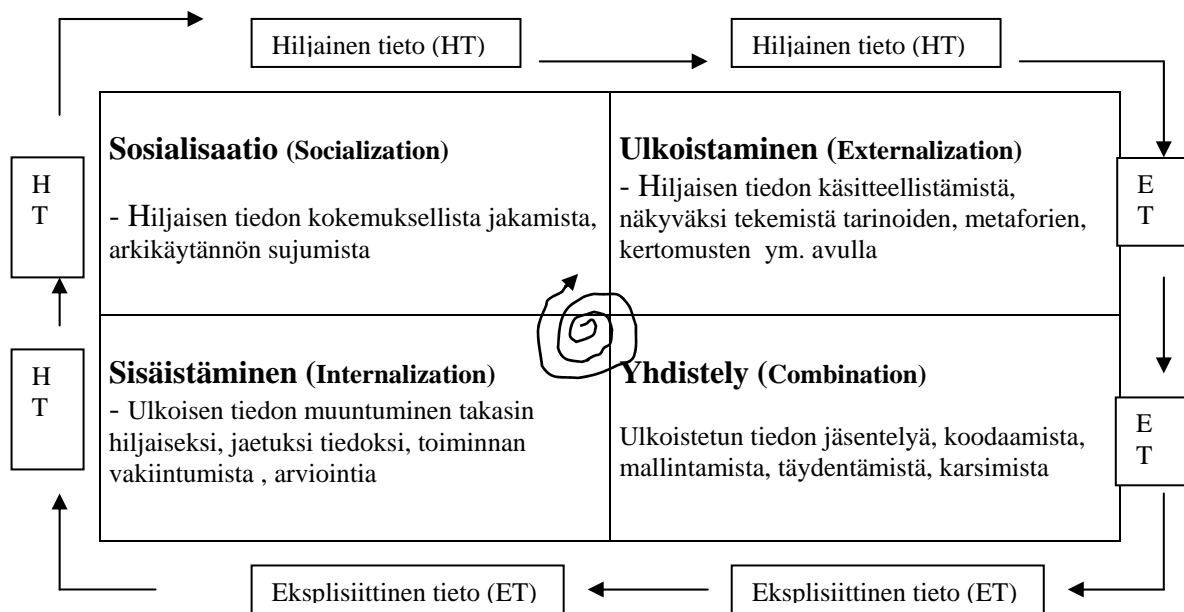 Hiljainen tieto (HT)
Hiljainen tieto (HT)
H
T
Sosialisaatio (Socialization)
- Hiljaisen tiedon kokemuksellista jakamista,
arkikäytännön sujumista
Ulkoistaminen (Externalization)
- Hiljaisen tiedon käsitteellistämistä,
näkyväksi tekemistä tarinoiden, metaforien,
kertomusten ym. avulla
E
T
H
T
Sisäistäminen (Internalization)
- Ulkoisen tiedon muuntuminen takasin
hiljaiseksi, jaetuksi tiedoksi, toiminnan
vakiintumista , arviointia
Yhdistely (Combination)
Ulkoistetun tiedon jäsentelyä, koodaamista,
mallintamista, täydentämistä, karsimista
E
T
Eksplisiittinen tieto (ET)
Eksplisiittinen tieto (ET)